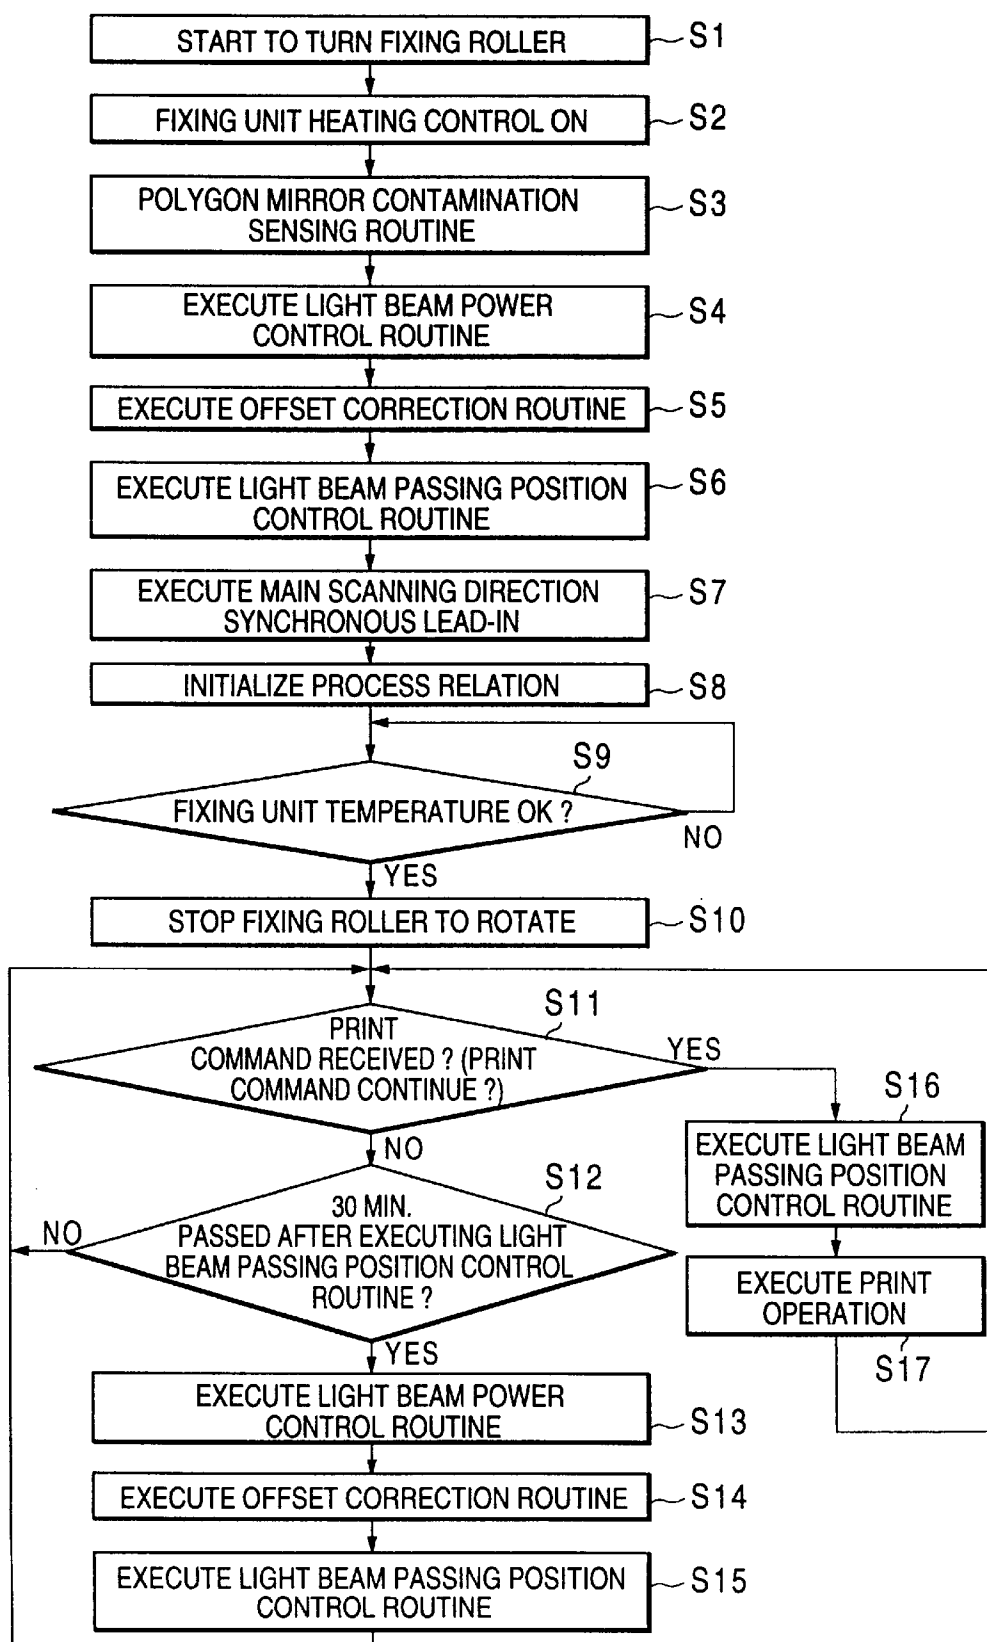 START TO TURN FIXING ROLLER
S1
FIXING UNIT HEATING CONTROL ON
S2
POLYGON MIRROR CONTAMINATION
SENSING ROUTINE
S3
EXECUTE LIGHT BEAM POWER
CONTROL ROUTINE
S4
EXECUTE OFFSET CORRECTION ROUTINE
S5
EXECUTE LIGHT BEAM PASSING POSITION
CONTROL ROUTINE
S6
EXECUTE MAIN SCANNING DIRECTION
SYNCHRONOUS LEAD-IN
S7
INITIALIZE PROCESS RELATION
S8
S9
FIXING UNIT TEMPERATURE OK ?
NO
YES
STOP FIXING ROLLER TO ROTATE
S10
S11
PRINT
COMMAND RECEIVED ? (PRINT
COMMAND CONTINUE ?)
YES
NO
S16
EXECUTE LIGHT BEAM
PASSING POSITION
CONTROL ROUTINE
S12
30 MIN.
PASSED AFTER EXECUTING LIGHT
BEAM PASSING POSITION CONTROL
ROUTINE ?
NO
YES
EXECUTE PRINT
OPERATION
S17
EXECUTE LIGHT BEAM POWER
CONTROL ROUTINE
S13
EXECUTE OFFSET CORRECTION ROUTINE
S14
EXECUTE LIGHT BEAM PASSING POSITION
CONTROL ROUTINE
S15